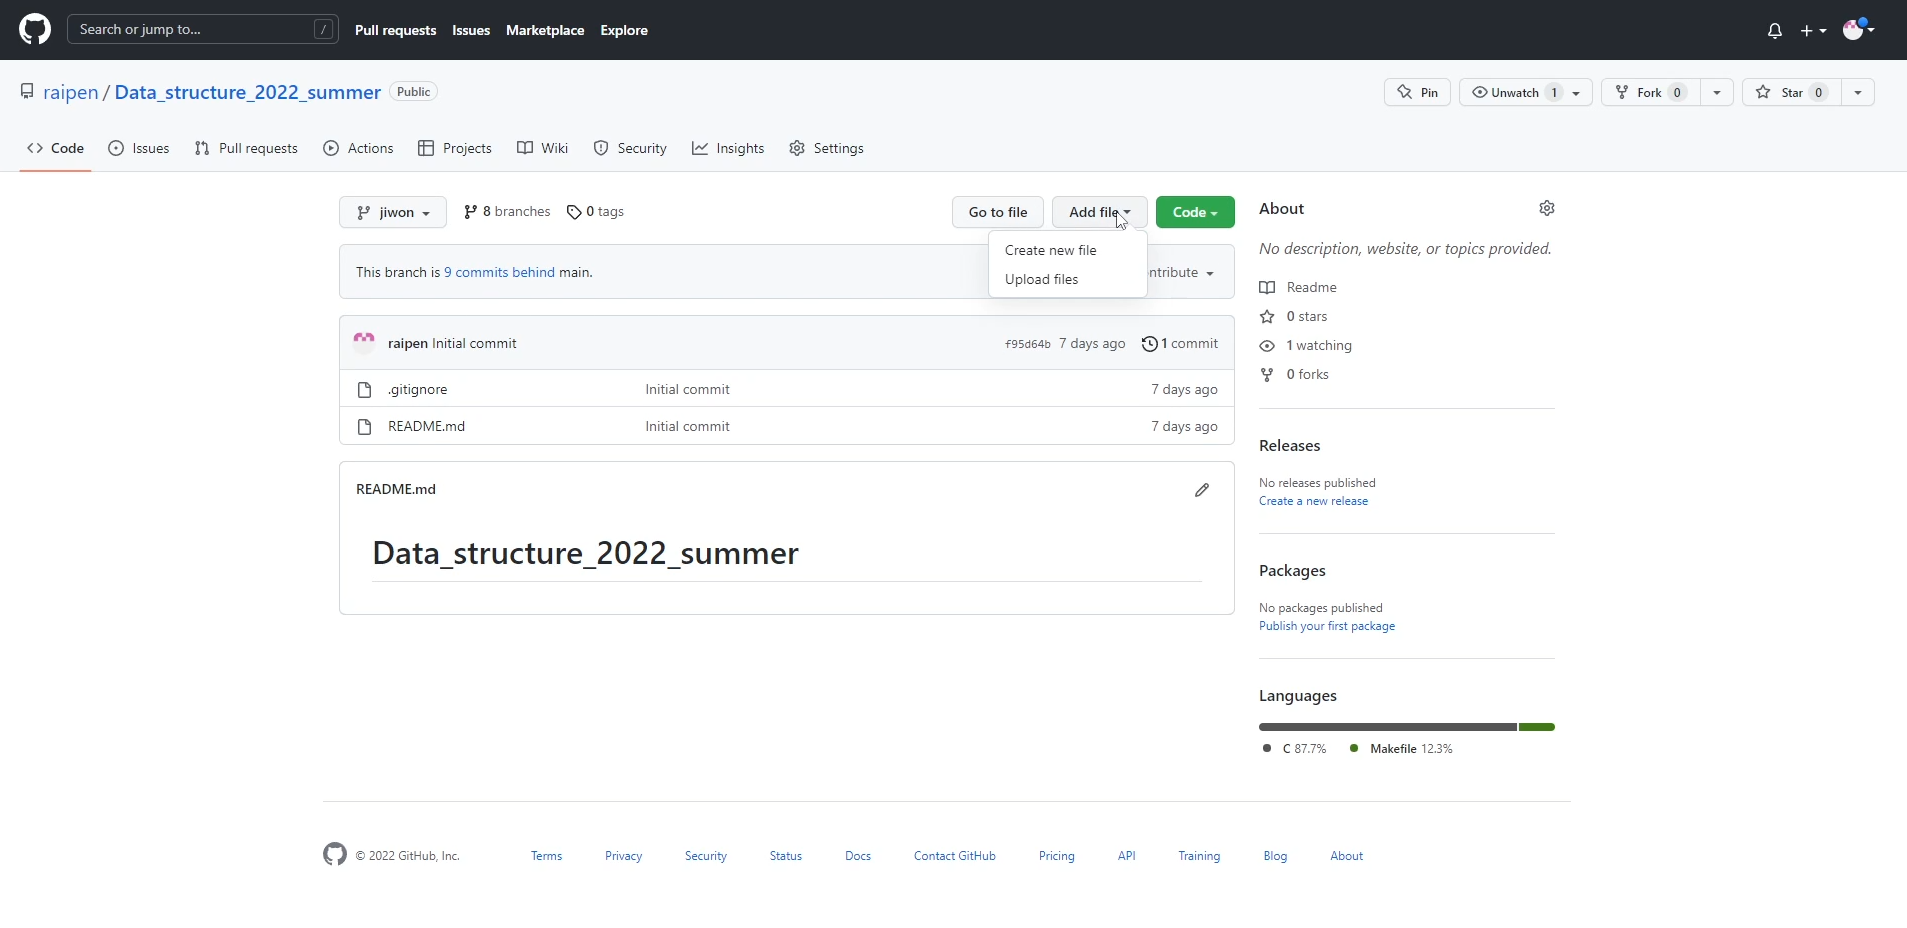 Search or jump to... / Pull requests Issues Marketplace Explore
raipen / Data_structure_2022_summer Public Pin Unwatch 1 Fork 0 Star 0
Code Issues Pull requests Actions Projects Wiki Security Insights Settings
jiwon 8 branches 0 tags Go to file Add file Code
Create new file
Upload files
This branch is 9 commits behind main. ntribute
raipen Initial commit f95d64b 7 days ago 1 commit
.gitignore Initial commit 7 days ago
README.md Initial commit 7 days ago
README.md
Data_structure_2022_summer
About
No description, website, or topics provided.
Readme
0 stars
1 watching
0 forks
Releases
No releases published
Create a new release
Packages
No packages published
Publish your first package
Languages
C 87.7% Makefile 12.3%
© 2022 GitHub, Inc. Terms Privacy Security Status Docs Contact GitHub Pricing API Training Blog About